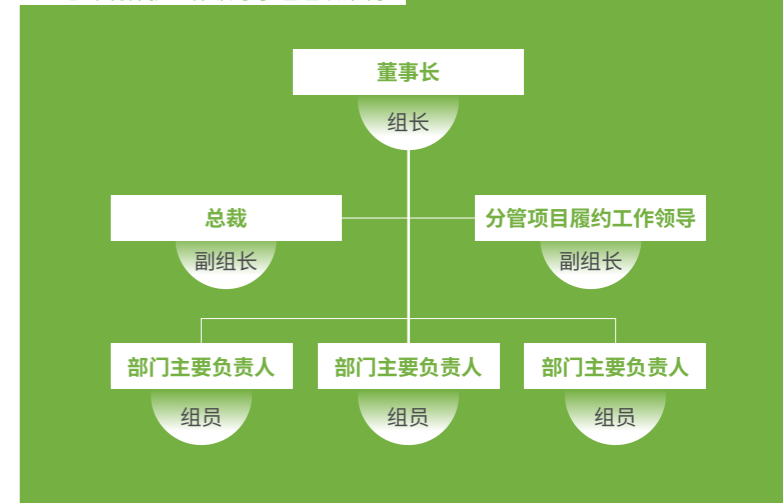 董事长
组长
总裁
分管项目履约工作领导
副组长
副组长
部门主要负责人
部门主要负责人
部门主要负责人
组员
组员
组员